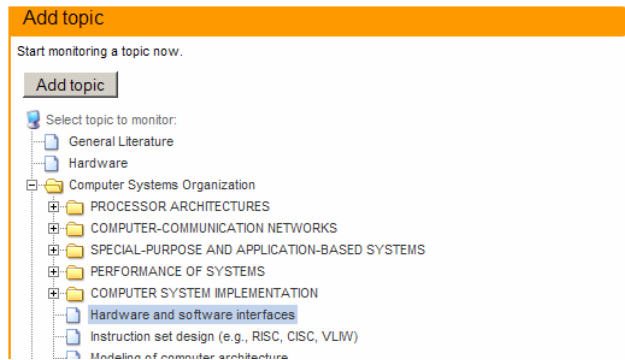 Add topic
Start monitoring a topic now.
Add topic
Select topic to monitor:
General Literature
Hardware
Computer Systems Organization
PROCESSOR ARCHITECTURES
COMPUTER-COMMUNICATION NETWORKS
SPECIAL-PURPOSE AND APPLICATION-BASED SYSTEMS
PERFORMANCE OF SYSTEMS
COMPUTER SYSTEM IMPLEMENTATION
Hardware and software interfaces
Instruction set design (e.g., RISC, CISC, VLIW)
Modeling of computer architecture